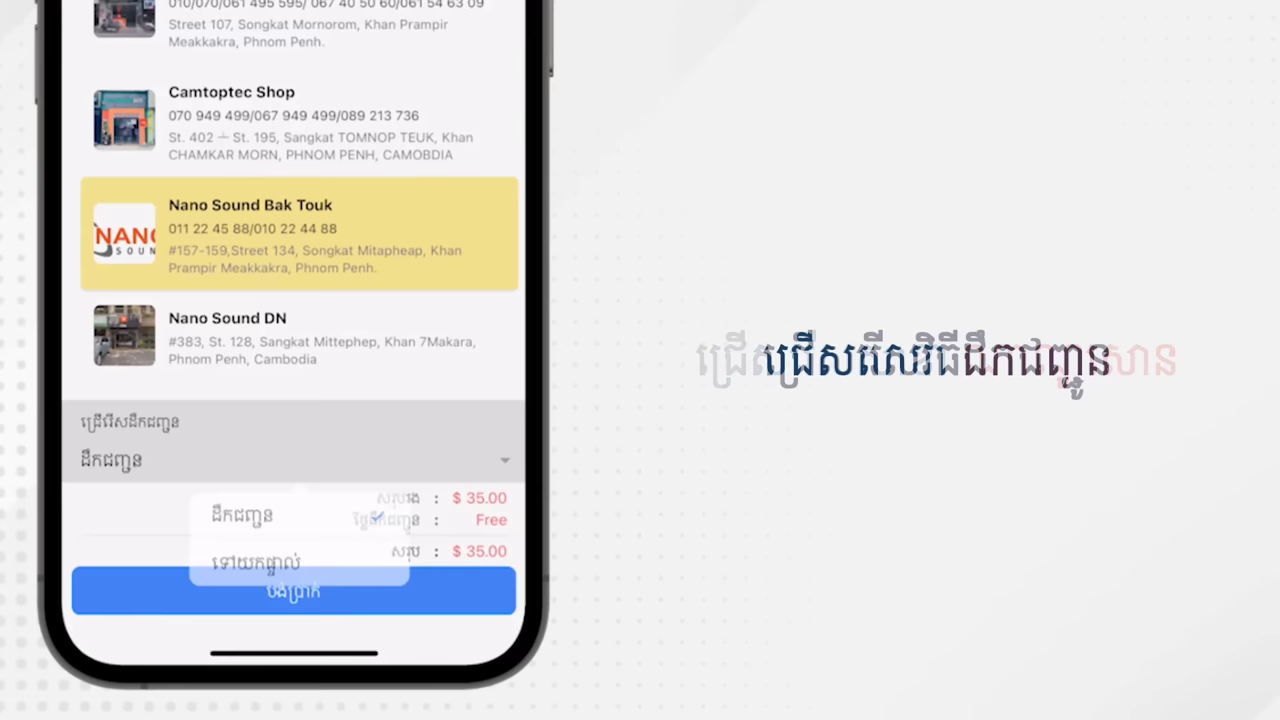 010/070/061 495 595/ 067 40 50 60/061 54 63 09
Street 107, Songkat Mornorom, Khan Prampir
Meakkakra, Phnom Penh.
Camtoptec Shop
070 949 499/067 949 499/089 213 736
St. 402 ∸ St. 195, Sangkat TOMNOP TEUK, Khan
CHAMKAR MORN, PHNOM PENH, CAMOBDIA
Nano Sound Bak Touk
NANO
SOUN
011 22 45 88/010 22 44 88
#157-159,Street 134, Songkat Mitapheap, Khan
Prampir Meakkakra, Phnom Penh.
Nano Sound DN
#383, St. 128, Sangkat Mittephep, Khan 7Makara,
Phnom Penh, Cambodia
ជ្រើរើសដឹកជញ្ជូន
ដឹកជញ្ជូន
សរុបរង : $ 35.00
ដឹកជញ្ជូន
ថ្លៃដឹកជញ្ជូន : Free
សរុប : $ 35.00
ទៅយកផ្ទាល់
បង់ប្រាក់
ជ្រើសរើសវិធីដឹកជញ្ជូន